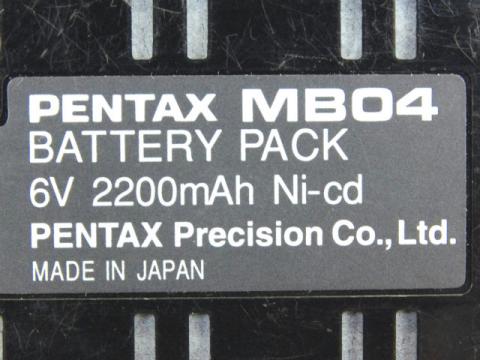 PENTAX MB04
BATTERY PACK
6V 2200mAh Ni-cd
PENTAX Precision Co., Ltd.
MADE IN JAPAN